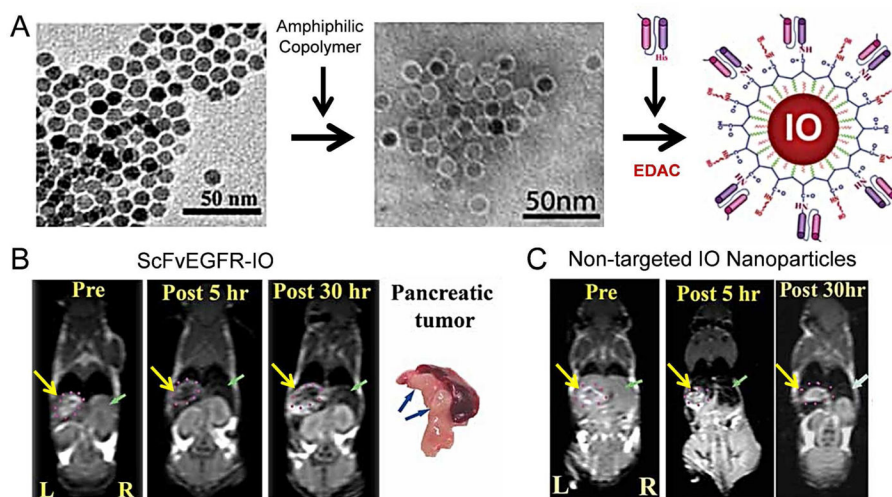 A
Amphiphilic
Copolymer
50 nm
50nm
His
EDAC
IO
B
ScFvEGFR-IO
Pre
Post 5 hr
Post 30 hr
Pancreatic
tumor
L
R
C
Non-targeted IO Nanoparticles
Pre
Post 5 hr
Post 30hr
L
R